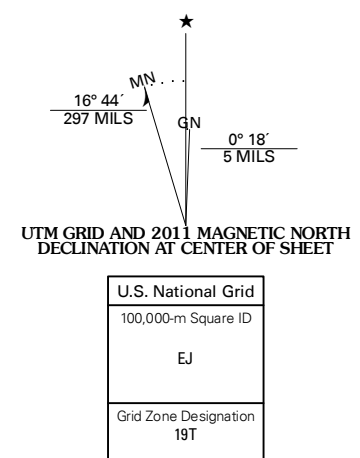 ★
MN
16° 44´
297 MILS
GN
0° 18´
5 MILS
UTM GRID AND 2011 MAGNETIC NORTH
DECLINATION AT CENTER OF SHEET
U.S. National Grid
100,000-m Square ID
EJ
Grid Zone Designation
19T